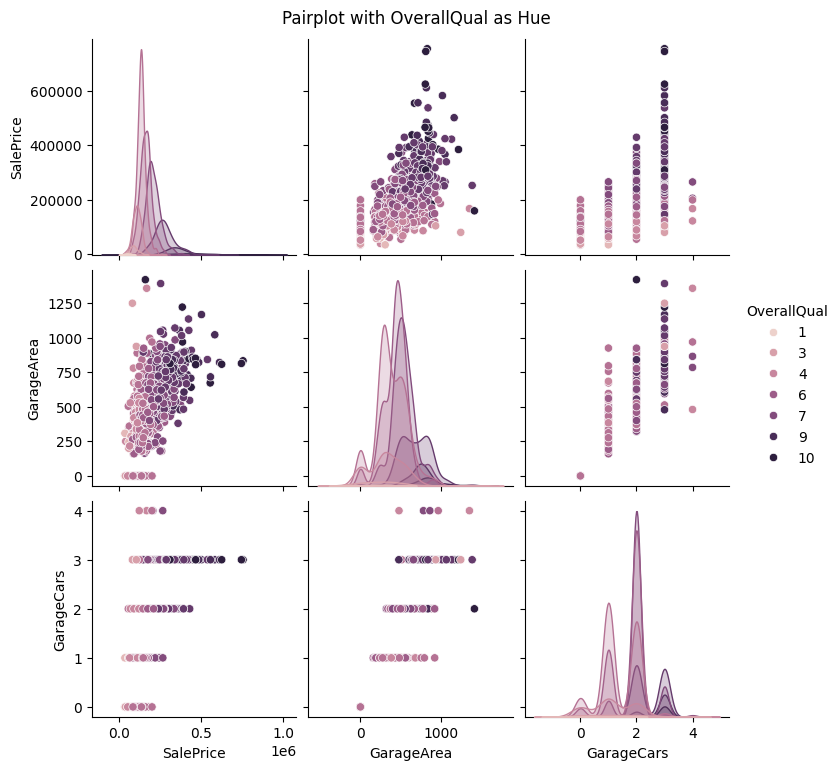 Pairplot with OverallQual as Hue
SalePrice
600000
400000
200000
0
GarageArea
1250
1000
750
500
250
0
OverallQual
1
3
4
6
7
9
10
GarageCars
4
3
2
1
0
0.0 0.5 1.0
1e6
SalePrice
0 1000
GarageArea
0 2 4
GarageCars